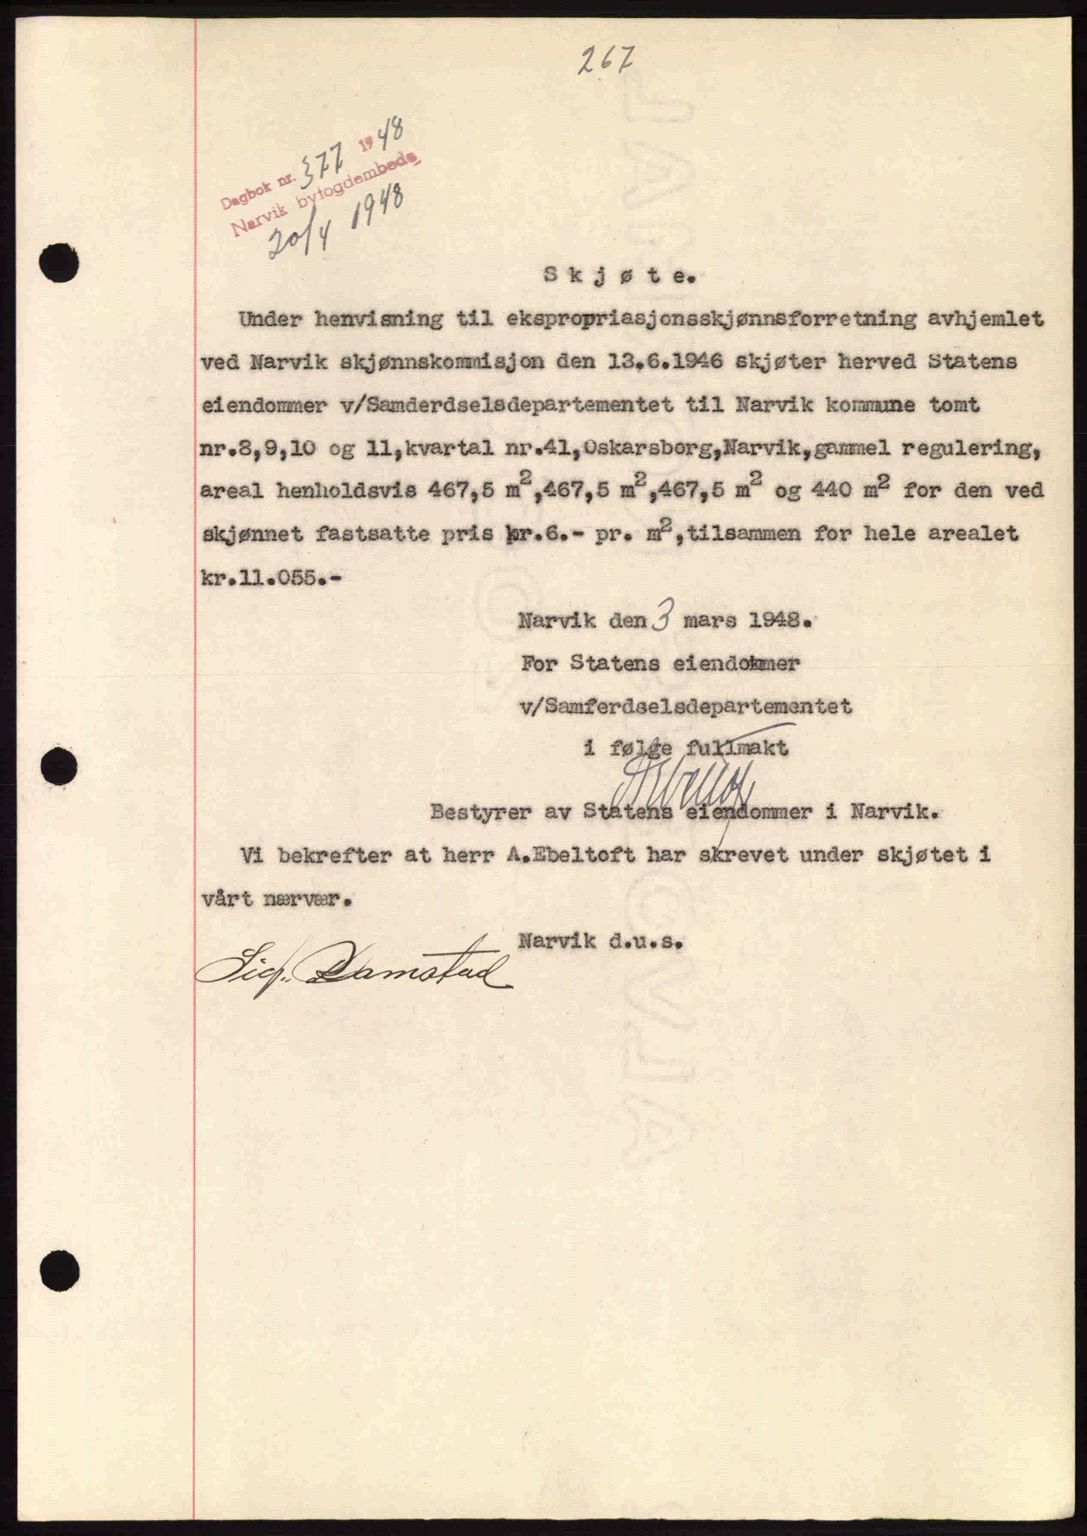 267
Dagbok nr. 377 1948
Narvik byfogdembede
20/4 1948
Skjøte.
Under henvisning til ekspropriasjonsskjønnsforretning avhjemlet
ved Narvik skjønnskommisjon den 13.6.1946 skjøter herved Statens
eiendommer v/Samderdselsdepartementet til Narvik kommune tomt
nr.8,9,10 og 11,kvartal nr.41,Oskarsborg,Narvik,gammel regulering,
areal henholdsvis 467,5 m²,467,5 m²,467,5 m² og 440 m² for den ved
skjønnet fastsatte pris kr.6.- pr. m²,tilsammen for hele arealet
kr.11.055.-
Narvik den 3 mars 1948.
For Statens eiendommer
v/Samferdselsdepartementet
i følge fullmakt
Bestyrer av Statens eiendommer i Narvik.
Vi bekrefter at herr A.Ebeltoft har skrevet under skjøtet i
vårt nærvær.
Narvik d.u.s.
Sig. Ramstad